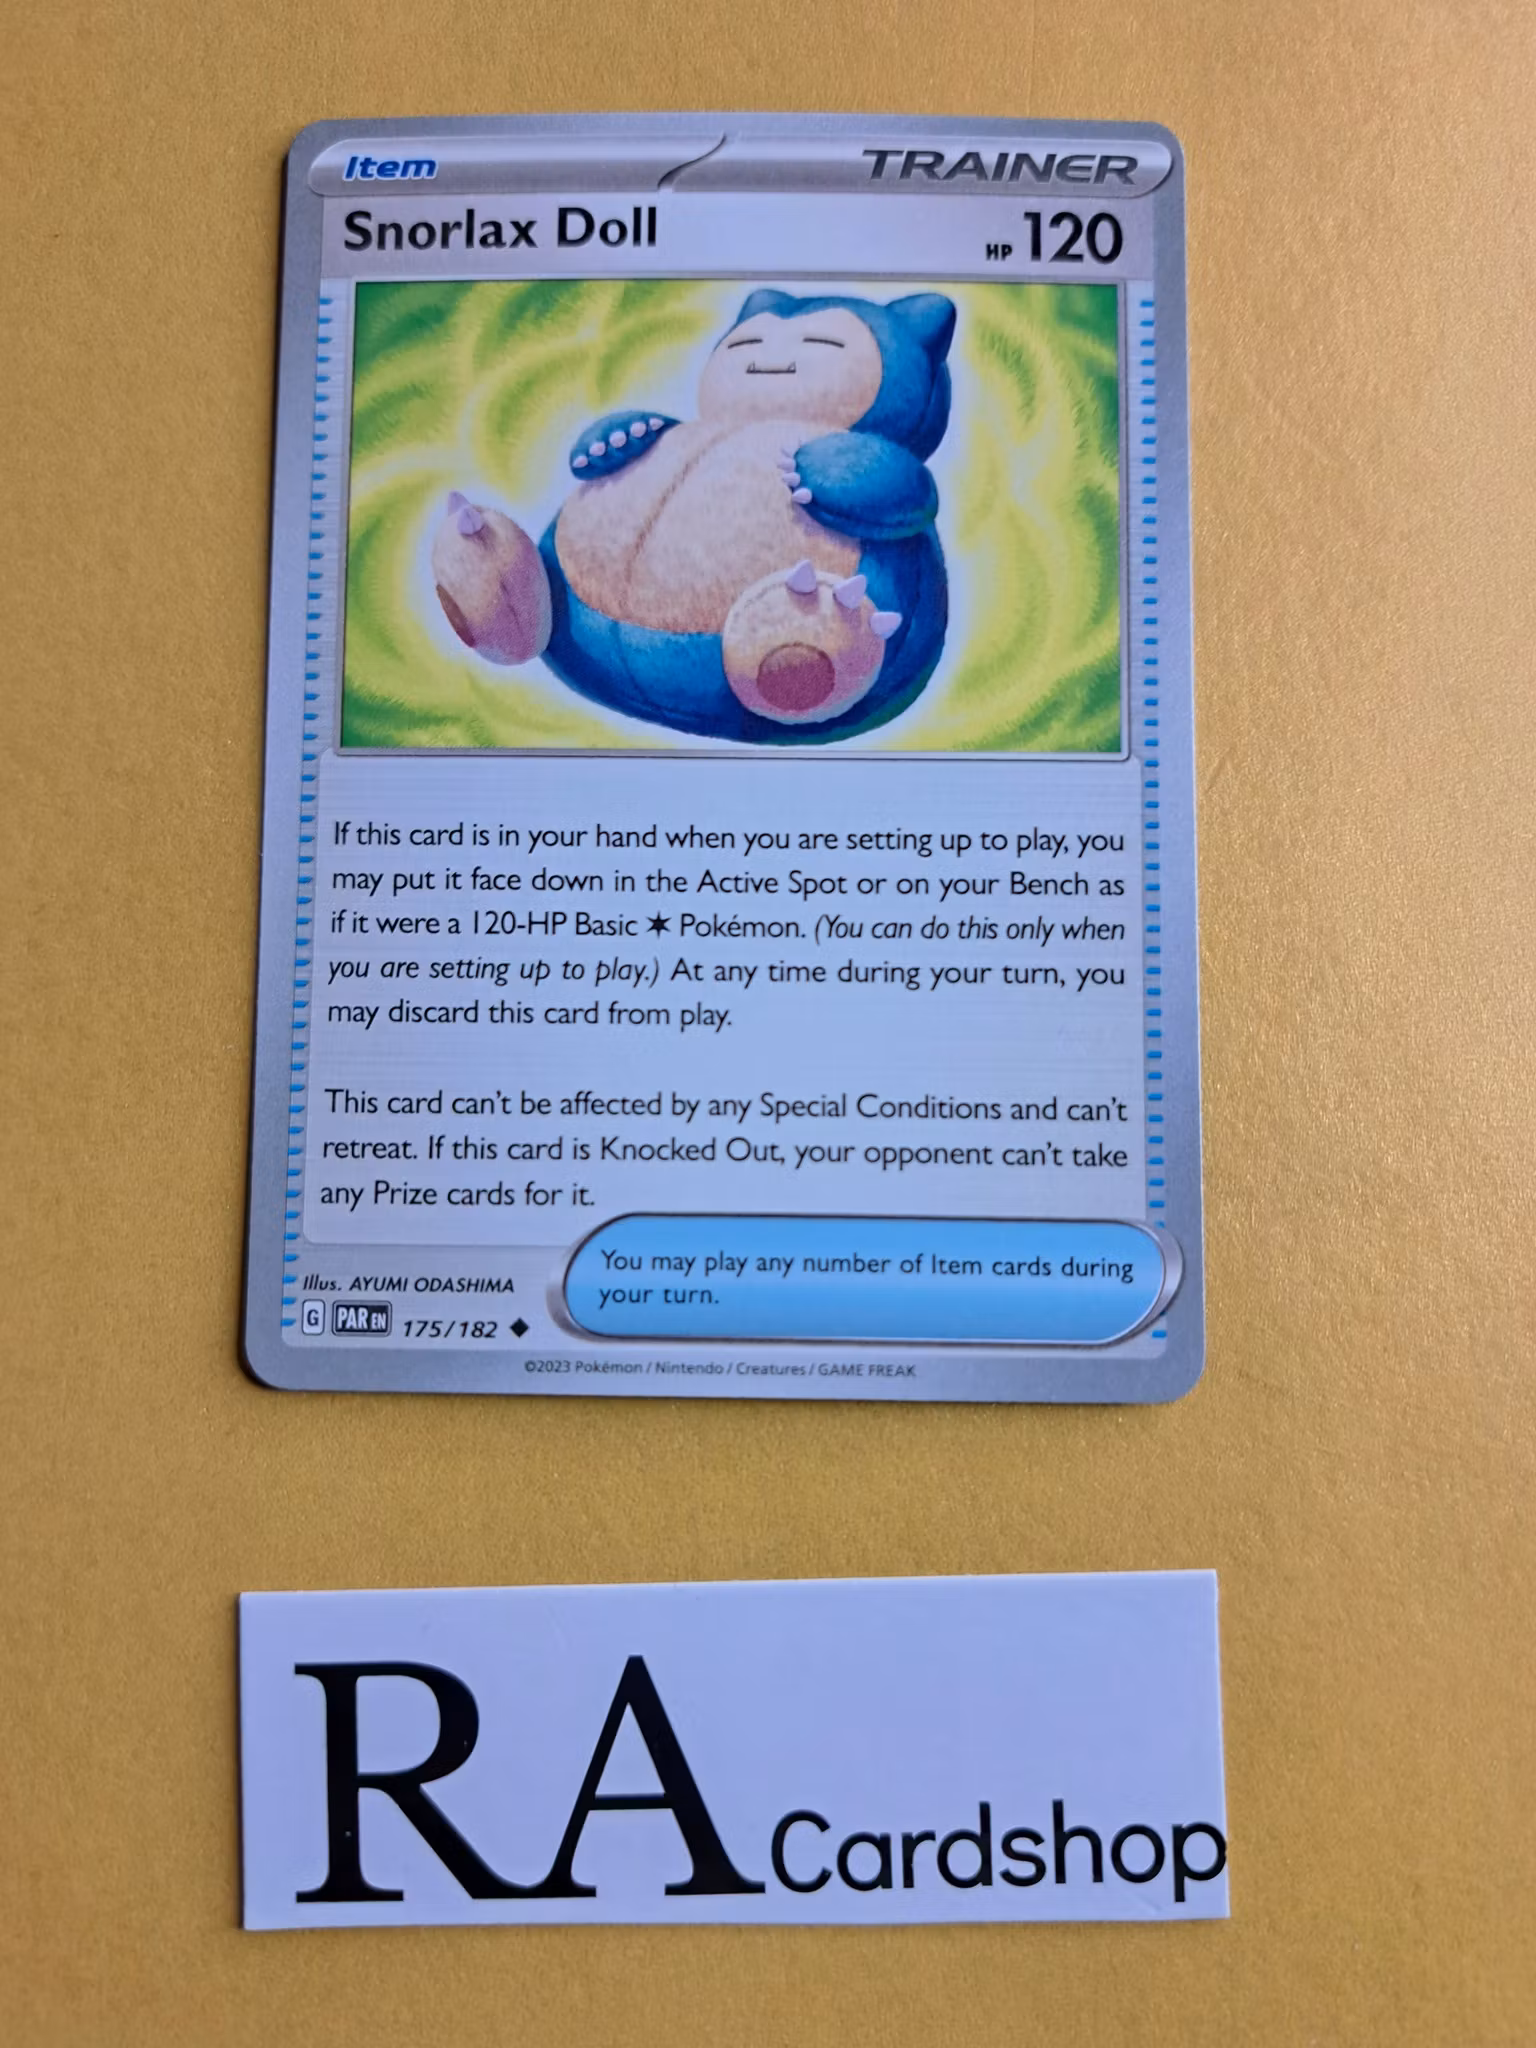 Item TRAINER
Snorlax Doll HP 120
If this card is in your hand when you are setting up to play, you
may put it face down in the Active Spot or on your Bench as
if it were a 120-HP Basic ✶ Pokémon. (You can do this only when
you are setting up to play.) At any time during your turn, you
may discard this card from play.
This card can't be affected by any Special Conditions and can't
retreat. If this card is Knocked Out, your opponent can't take
any Prize cards for it.
You may play any number of Item cards during
your turn.
Illus. AYUMI ODASHIMA
G PAR EN 175/182 ◆
©2023 Pokémon / Nintendo / Creatures / GAME FREAK
RA Cardshop